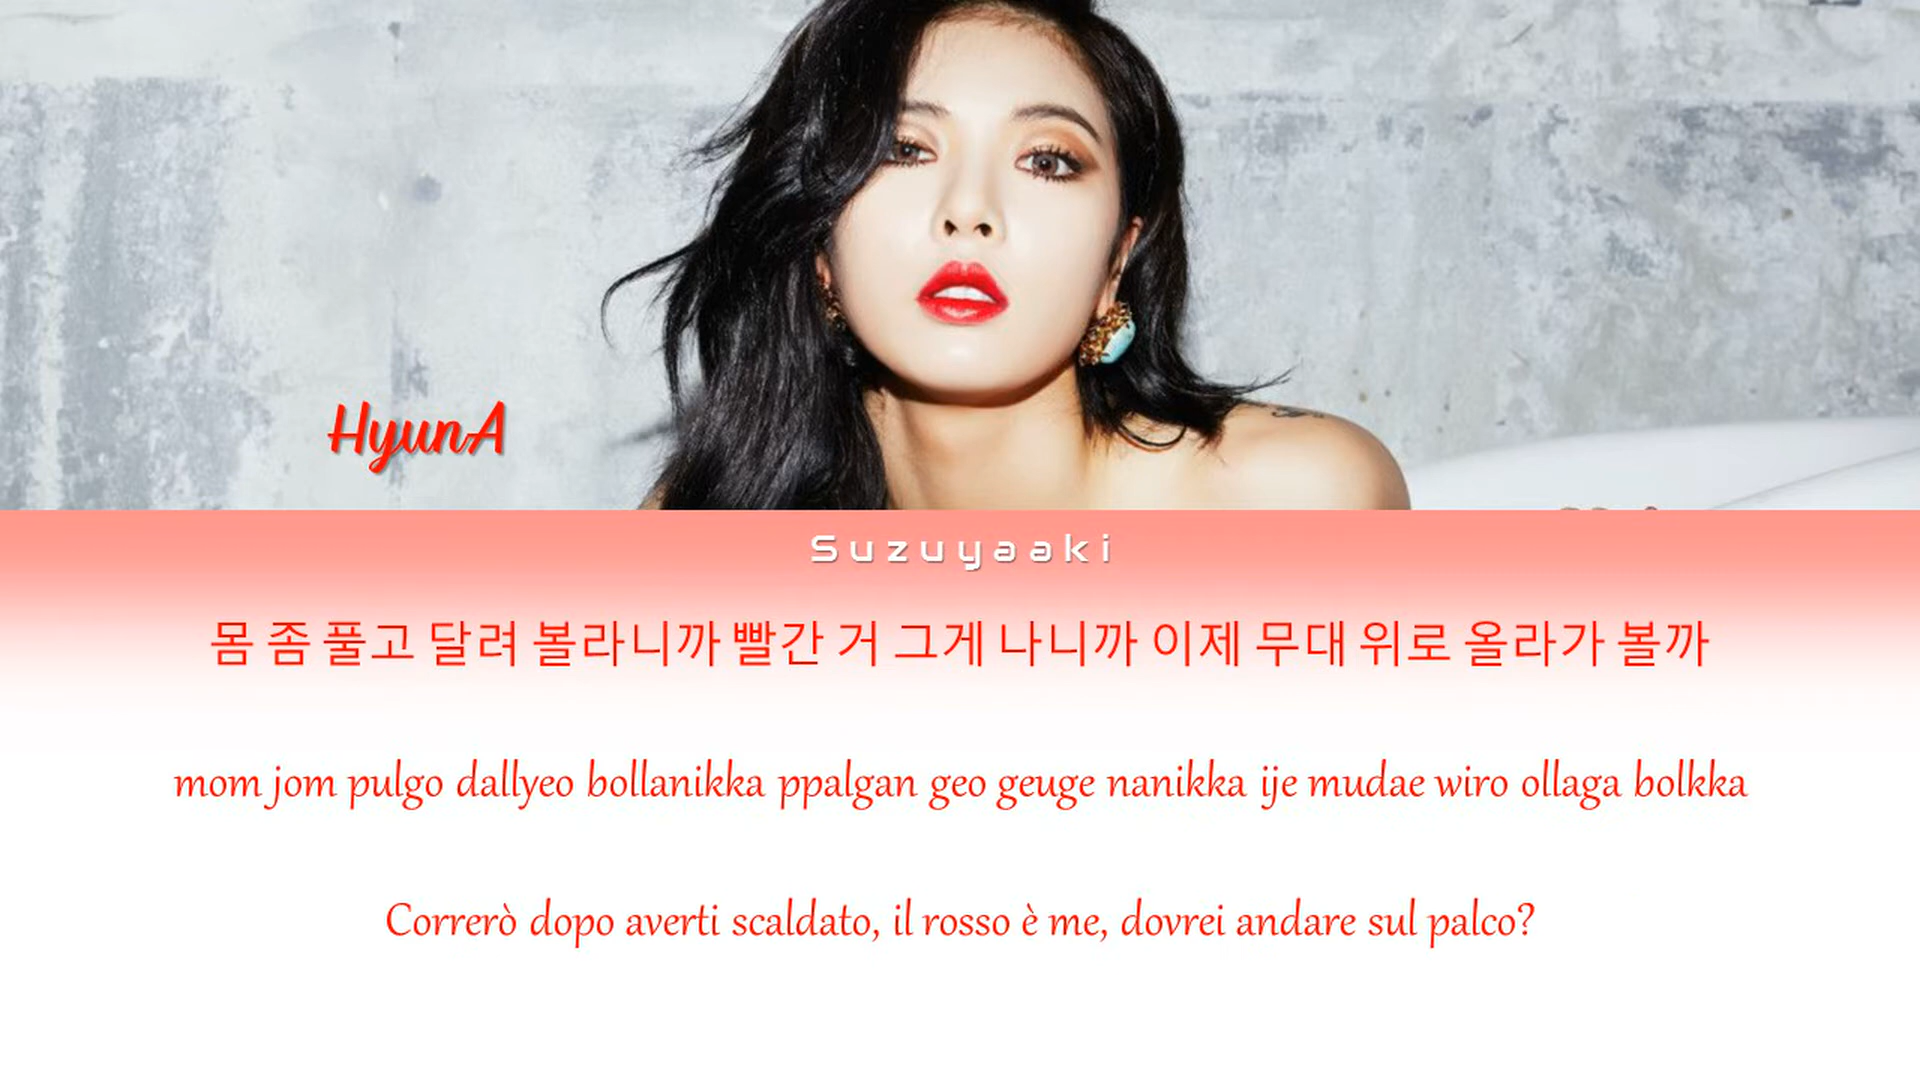 HyunA
Suzuyaaki
몸 좀 풀고 달려 볼라니까 빨간 거 그게 나니까 이제 무대 위로 올라가 볼까
mom jom pulgo dallyeo bollanikka ppalgan geo geuge nanikka ije mudae wiro ollaga bolkka
Correrò dopo averti scaldato, il rosso è me, dovrei andare sul palco?